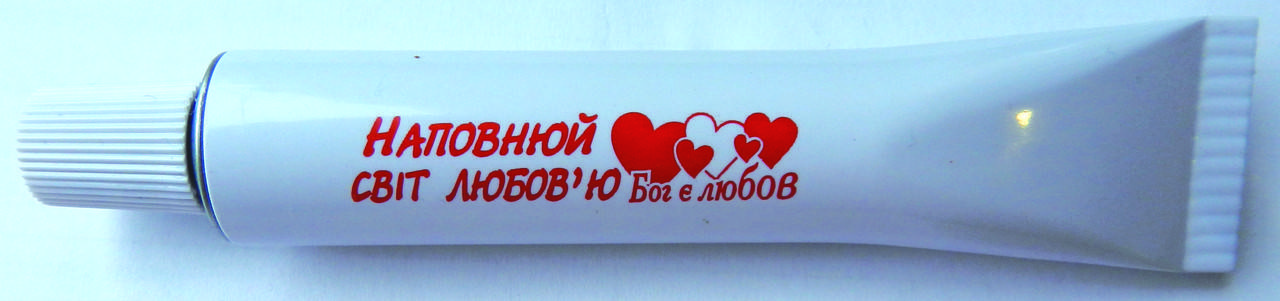 Наповнюй
світ любов'ю
Бог є любов